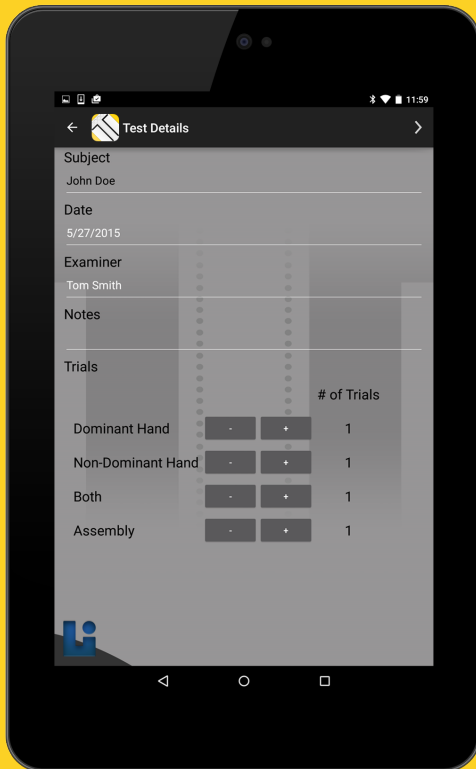 11:59
Test Details
Subject
John Doe
Date
5/27/2015
Examiner
Tom Smith
Notes
Trials
# of Trials
Dominant Hand - + 1
Non-Dominant Hand - + 1
Both - + 1
Assembly - + 1
Li